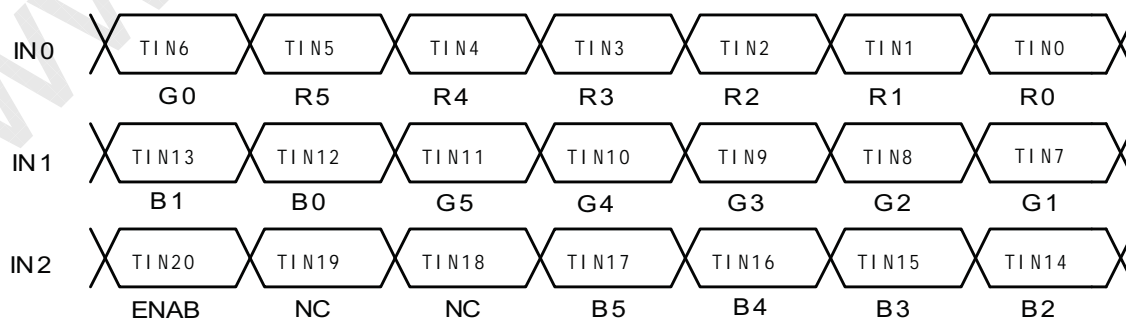 IN0 TIN6 TIN5 TIN4 TIN3 TIN2 TIN1 TIN0
G0 R5 R4 R3 R2 R1 R0
IN1 TIN13 TIN12 TIN11 TIN10 TIN9 TIN8 TIN7
B1 B0 G5 G4 G3 G2 G1
IN2 TIN20 TIN19 TIN18 TIN17 TIN16 TIN15 TIN14
ENAB NC NC B5 B4 B3 B2